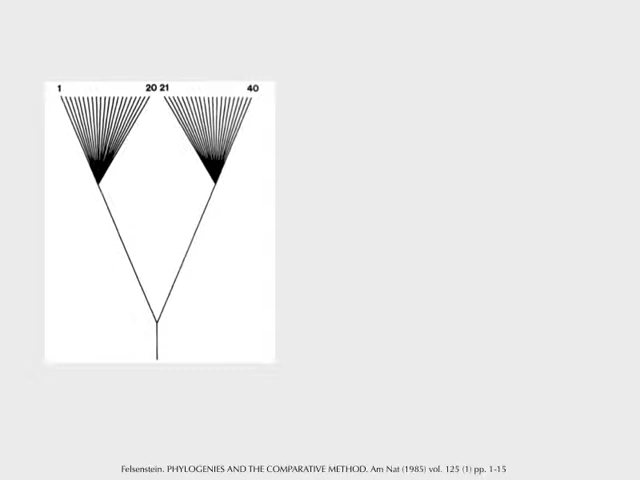 1 20 21 40
Felsenstein. PHYLOGENIES AND THE COMPARATIVE METHOD. Am Nat (1985) vol. 125 (1) pp. 1-15